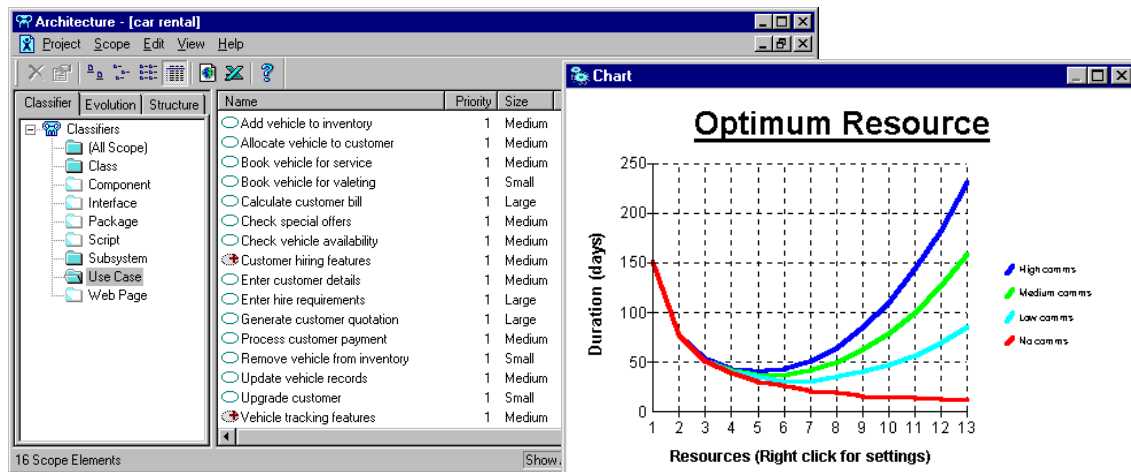 Architecture - [car rental]
Project Scope Edit View Help
Classifier Evolution Structure
Classifiers
(All Scope)
Class
Component
Interface
Package
Script
Subsystem
Use Case
Web Page
Name Priority Size
Add vehicle to inventory 1 Medium
Allocate vehicle to customer 1 Medium
Book vehicle for service 1 Medium
Book vehicle for valeting 1 Small
Calculate customer bill 1 Large
Check special offers 1 Medium
Check vehicle availability 1 Medium
Customer hiring features 1 Medium
Enter customer details 1 Medium
Enter hire requirements 1 Large
Generate customer quotation 1 Large
Process customer payment 1 Medium
Remove vehicle from inventory 1 Small
Update vehicle records 1 Medium
Upgrade customer 1 Small
Vehicle tracking features 1 Medium
16 Scope Elements
Show
Chart
Optimum Resource
Duration (days)
250
200
150
100
50
0
1 2 3 4 5 6 7 8 9 10 11 12 13
Resources (Right click for settings)
High comms
Medium comms
Low comms
No comms